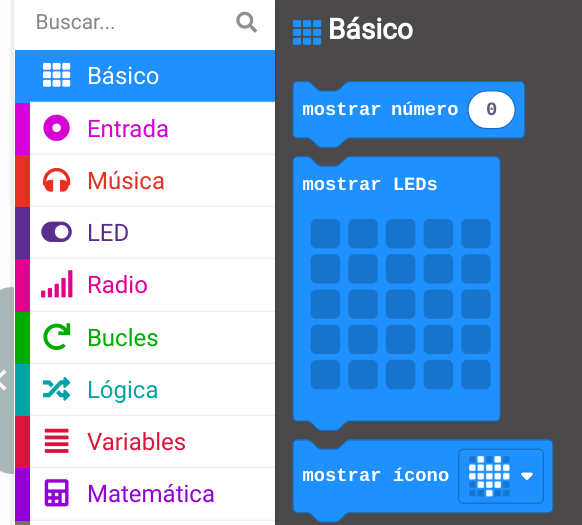 Buscar...
Básico
Entrada
Música
LED
Radio
Bucles
Lógica
Variables
Matemática
Básico
mostrar número 0
mostrar LEDs
mostrar ícono